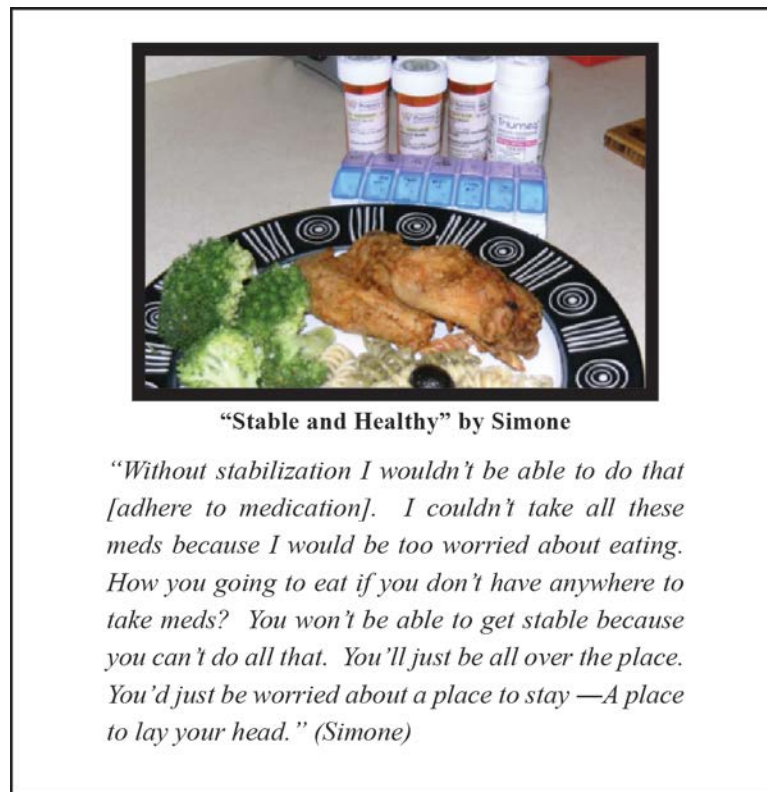 Triumeq
“Stable and Healthy” by Simone
“Without stabilization I wouldn’t be able to do that
[adhere to medication]. I couldn’t take all these
meds because I would be too worried about eating.
How you going to eat if you don’t have anywhere to
take meds? You won’t be able to get stable because
you can’t do all that. You’ll just be all over the place.
You’d just be worried about a place to stay —A place
to lay your head.” (Simone)